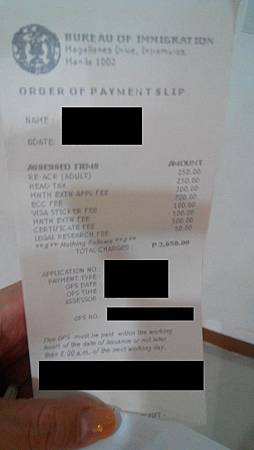 BUREAU OF IMMIGRATION
Magallanes Drive, Intramuros,
Manila 1002
ORDER OF PAYMENT SLIP
NAME :
BDATE:
ASSESSED ITEMS AMOUNT
RE-ACR (ADULT) 250.00
HEAD TAX 250.00
MNTH EXTN APPL FEE 300.00
ECC FEE 700.00
VISA STICKER FEE 100.00
MNTH EXTN FEE 500.00
CERTIFICATE FEE 500.00
LEGAL RESEARCH FEE 50.00
**g** Nothing Follows **g**
TOTAL CHARGES :
APPLICATION NO.:
PAYMENT TYPE :
OPS DATE :
OPS TIME :
ASSESSOR :
OPS NO. :
This OPS must be paid within the working
hours of the date of issuance or not later
than 8:00 a.m. of the next working day.